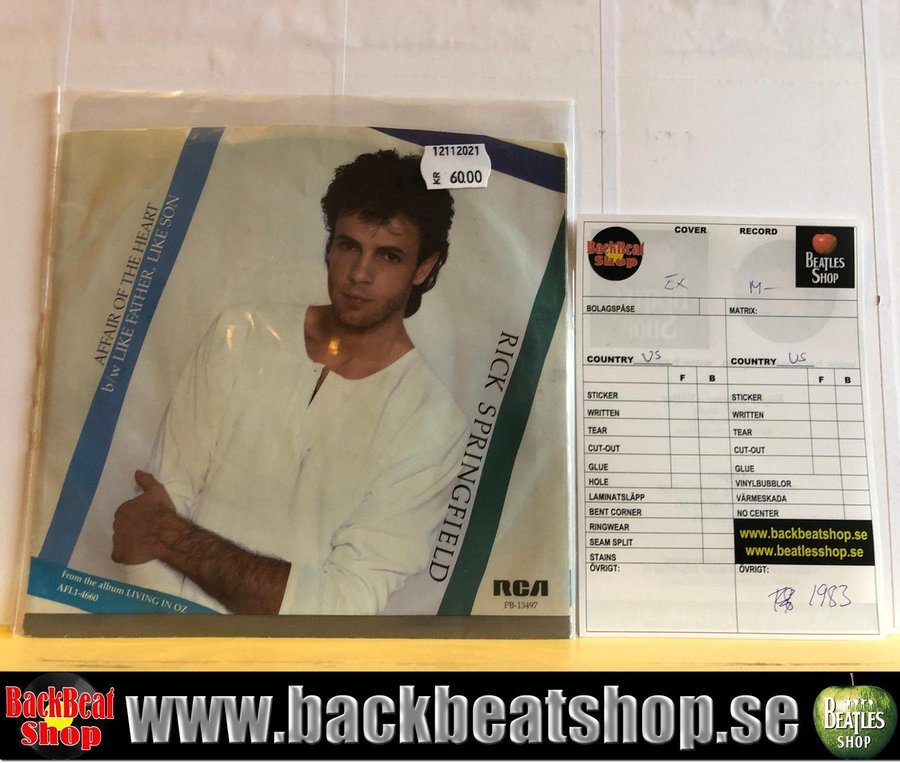 12112021
KR 60.00
AFFAIR OF THE HEART
b/w LIKE FATHER, LIKE SON
RICK SPRINGFIELD
From the album LIVING IN OZ
AFL1-4660
RCA
PB-13497
BackBeat
Shop
COVER
RECORD
BEATLES
SHOP
EX
M-
BOLAGSPÅSE
MATRIX:
COUNTRY US
COUNTRY US
F B
F B
STICKER
STICKER
WRITTEN
WRITTEN
TEAR
TEAR
CUT-OUT
CUT-OUT
GLUE
GLUE
HOLE
VINYLBUBBLOR
LAMINATSLÄPP
VÄRMESKADA
BENT CORNER
NO CENTER
RINGWEAR
SEAM SPLIT
STAINS
www.backbeatshop.se
www.beatlesshop.se
ÖVRIGT:
ÖVRIGT:
1983
BackBeat
Shop
www.backbeatshop.se
BEATLES
SHOP